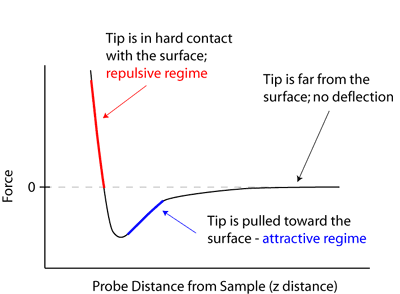 Tip is in hard contact
with the surface;
repulsive regime
Tip is far from the
surface; no deflection
0
Force
Tip is pulled toward the
surface - attractive regime
Probe Distance from Sample (z distance)